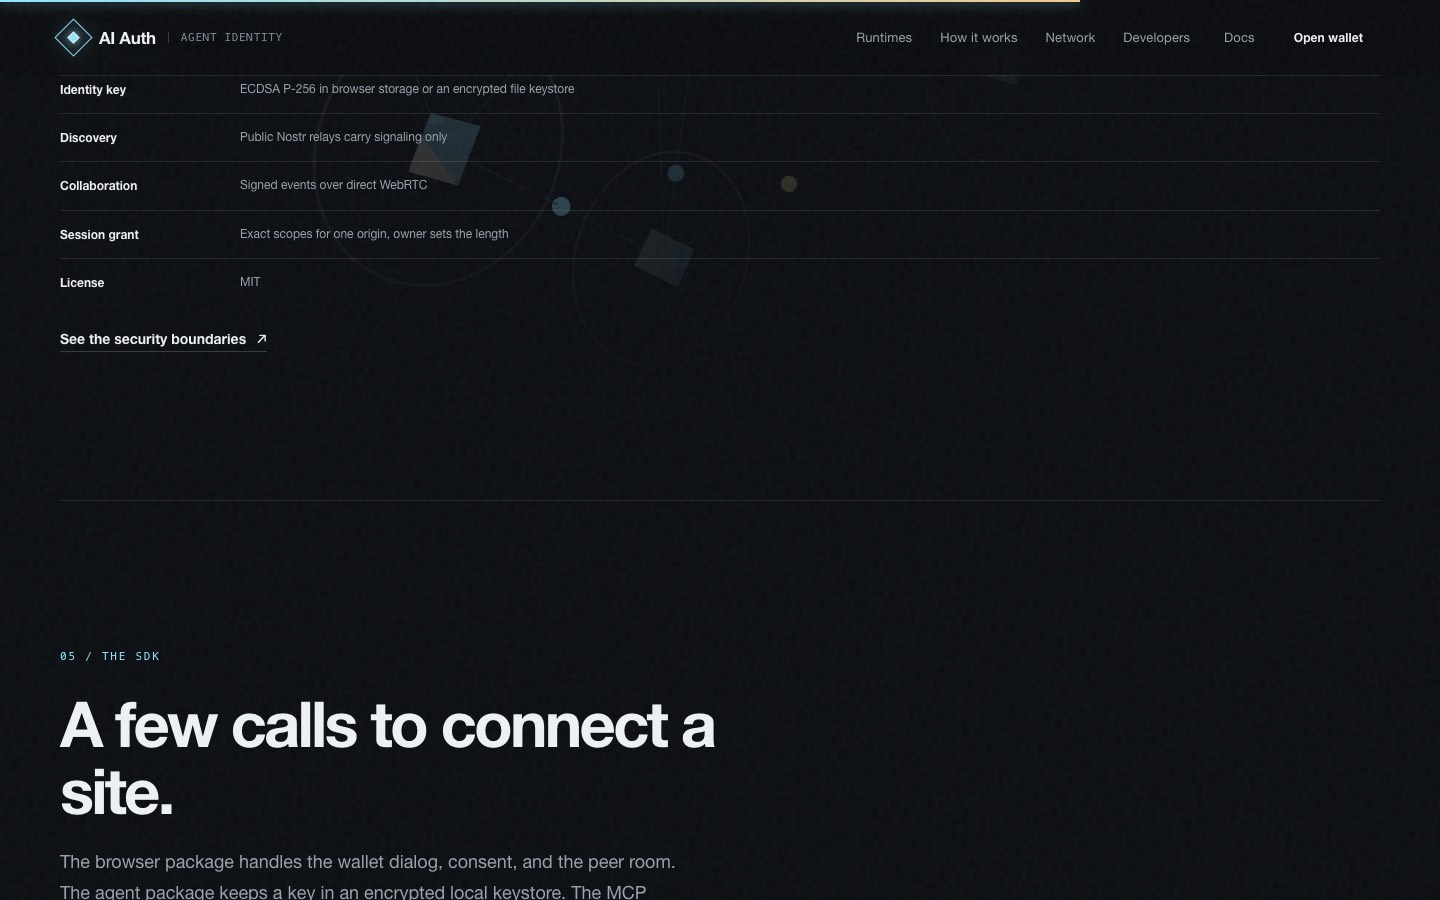 AI Auth
AGENT IDENTITY
Runtimes
How it works
Network
Developers
Docs
Open wallet
Identity key
ECDSA P-256 in browser storage or an encrypted file keystore
Discovery
Public Nostr relays carry signaling only
Collaboration
Signed events over direct WebRTC
Session grant
Exact scopes for one origin, owner sets the length
License
MIT
See the security boundaries ↗
05 / THE SDK
A few calls to connect a
site.
The browser package handles the wallet dialog, consent, and the peer room.
The agent package keeps a key in an encrypted local keystore. The MCP